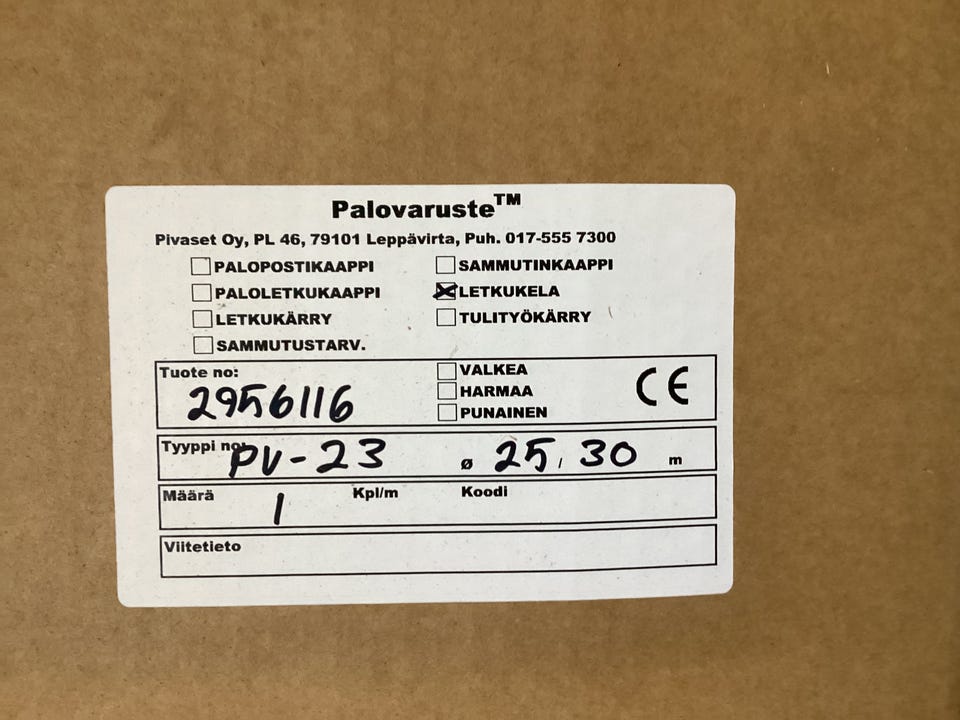 Palovaruste™
Pivaset Oy, PL 46, 79101 Leppävirta, Puh. 017-555 7300
PALOPOSTIKAAPPI SAMMUTINKAAPPI
PALOLETKUKAAPPI LETKUKELA
LETKUKÄRRY TULITYÖKÄRRY
SAMMUTUSTARV.
Tuote no: VALKEA
2956116 HARMAA CE
PUNAINEN
Tyyppi no: PV-23 ø 25, 30 m
Määrä 1 Kpl/m Koodi
Viitetieto